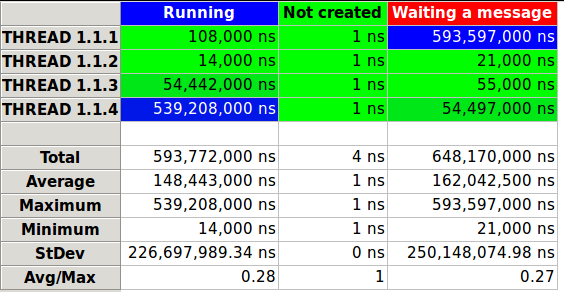 Running Not created Waiting a message
THREAD 1.1.1 108,000 ns 1 ns 593,597,000 ns
THREAD 1.1.2 14,000 ns 1 ns 21,000 ns
THREAD 1.1.3 54,442,000 ns 1 ns 55,000 ns
THREAD 1.1.4 539,208,000 ns 1 ns 54,497,000 ns
Total 593,772,000 ns 4 ns 648,170,000 ns
Average 148,443,000 ns 1 ns 162,042,500 ns
Maximum 539,208,000 ns 1 ns 593,597,000 ns
Minimum 14,000 ns 1 ns 21,000 ns
StDev 226,697,989.34 ns 0 ns 250,148,074.98 ns
Avg/Max 0.28 1 0.27